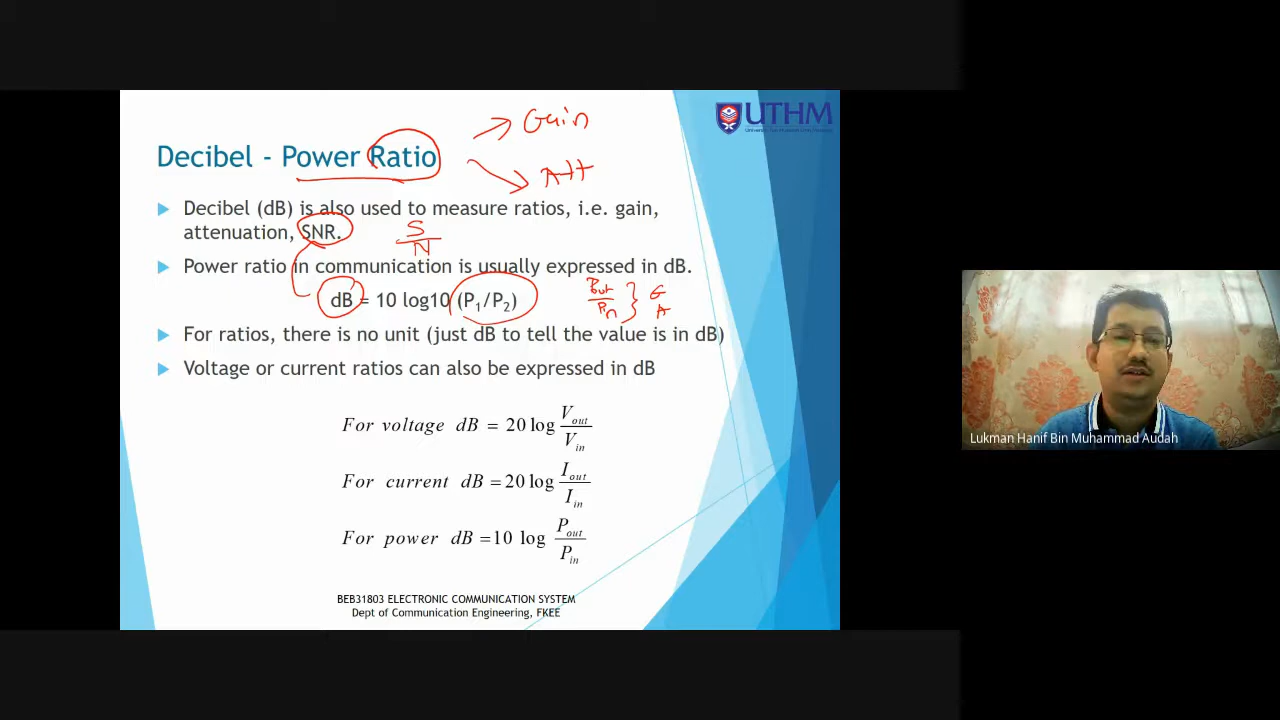 UTHM
Gain
Decibel - Power Ratio
Att
Decibel (dB) is also used to measure ratios, i.e. gain,
attenuation, SNR.
S
N
Power ratio in communication is usually expressed in dB.
dB = 10 log10 (P1/P2)
Pout
Pin
G
A
For ratios, there is no unit (just dB to tell the value is in dB)
Voltage or current ratios can also be expressed in dB
For voltage dB = 20 log Vout
Vin
For current dB = 20 log Iout
Iin
For power dB = 10 log Pout
Pin
BEB31803 ELECTRONIC COMMUNICATION SYSTEM
Dept of Communication Engineering, FKEE
Lukman Hanif Bin Muhammad Audah